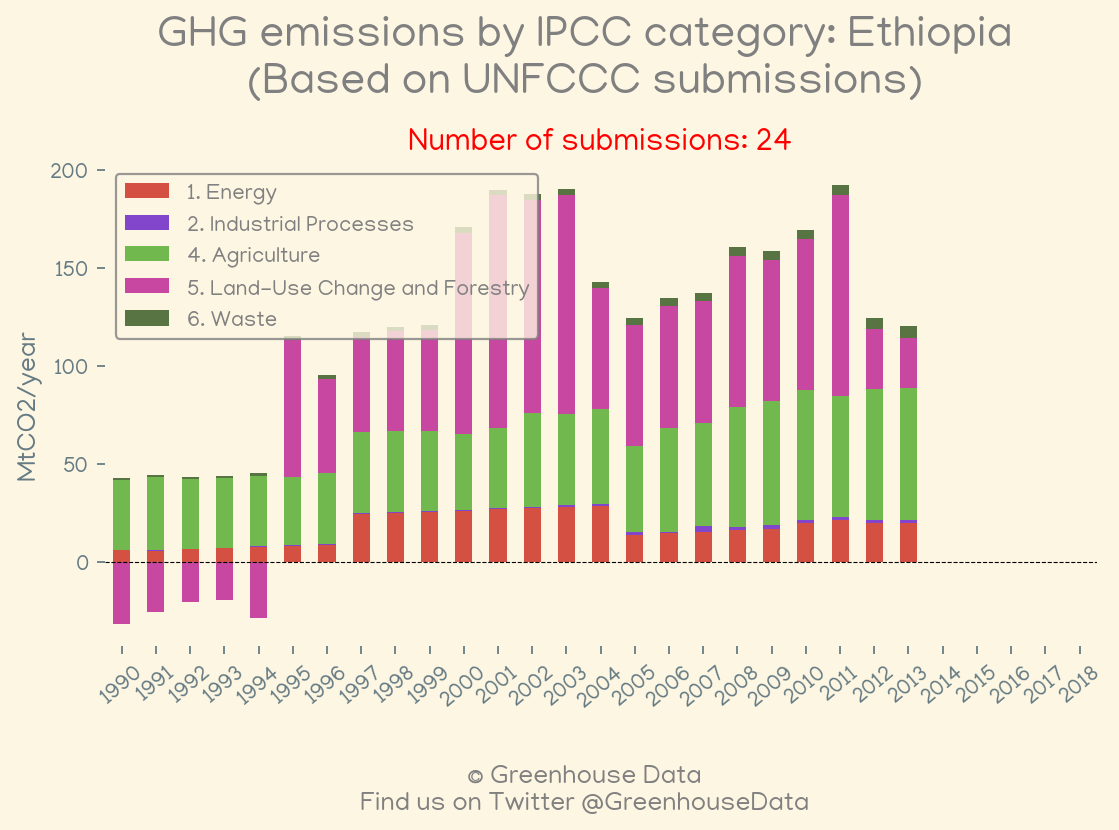 GHG emissions by IPCC category: Ethiopia
(Based on UNFCCC submissions)
Number of submissions: 24
200
150
100
50
0
MtCO2/year
1. Energy
2. Industrial Processes
4. Agriculture
5. Land-Use Change and Forestry
6. Waste
1990 1991 1992 1993 1994 1995 1996 1997 1998 1999 2000 2001 2002 2003 2004 2005 2006 2007 2008 2009 2010 2011 2012 2013 2014 2015 2016 2017 2018
© Greenhouse Data
Find us on Twitter @GreenhouseData